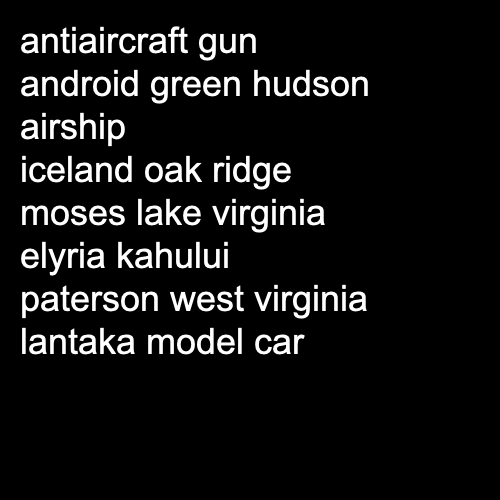 antiaircraft gun
android green hudson
airship
iceland oak ridge
moses lake virginia
elyria kahului
paterson west virginia
lantaka model car